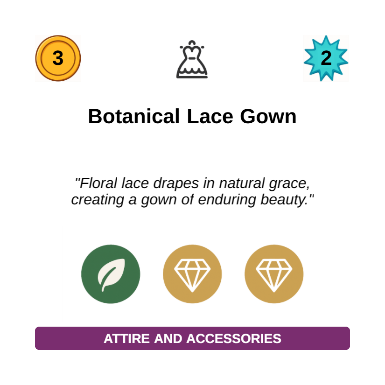 3
2
Botanical Lace Gown
"Floral lace drapes in natural grace,
creating a gown of enduring beauty."
ATTIRE AND ACCESSORIES